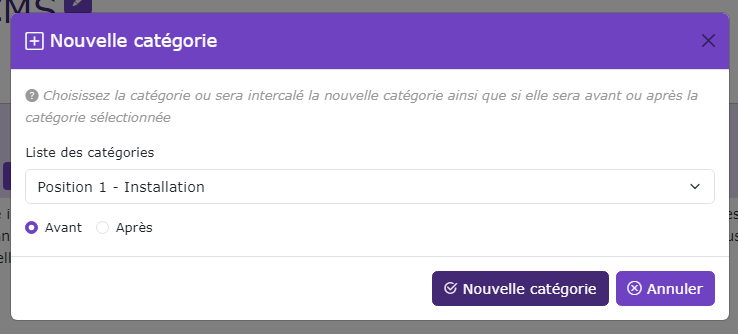 CMS
Nouvelle catégorie
Choisissez la catégorie ou sera intercalé la nouvelle catégorie ainsi que si elle sera avant ou après la
catégorie sélectionnée
Liste des catégories
Position 1 - Installation
Avant Après
Nouvelle catégorie Annuler